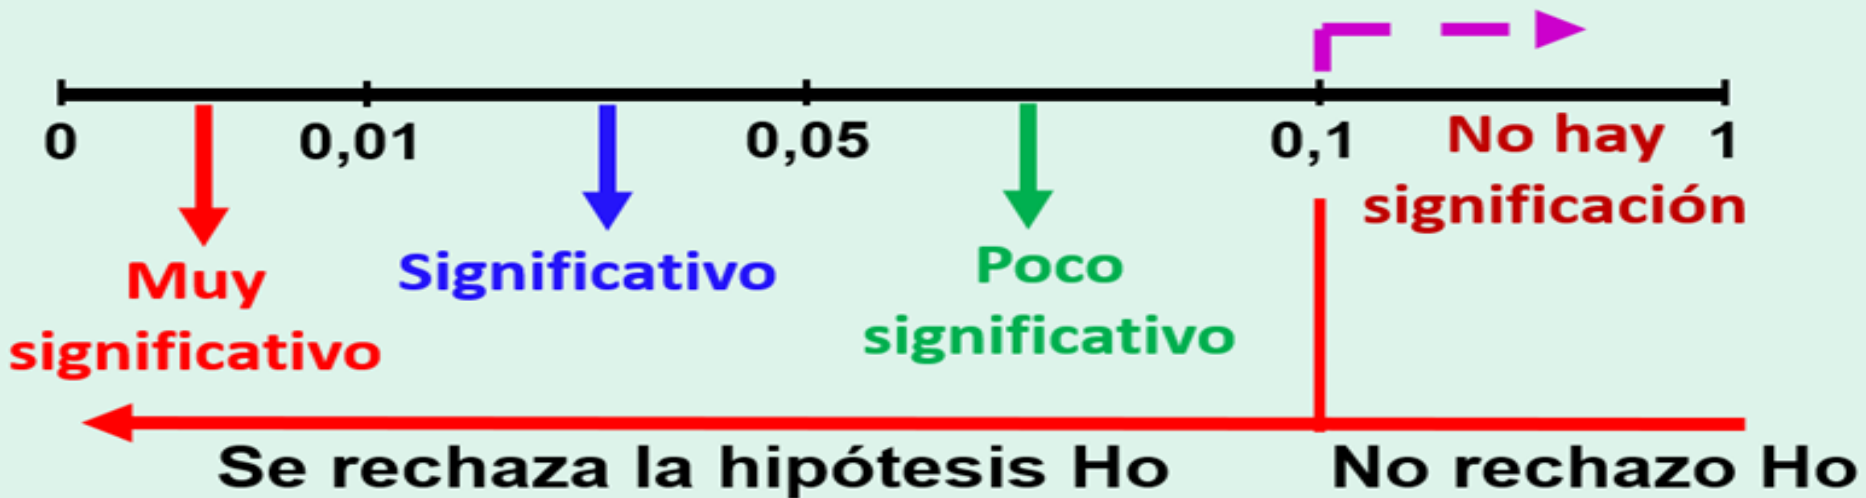 0 0,01 0,05 0,1 1
No hay
significación
Muy
significativo
Significativo
Poco
significativo
Se rechaza la hipótesis Ho
No rechazo Ho